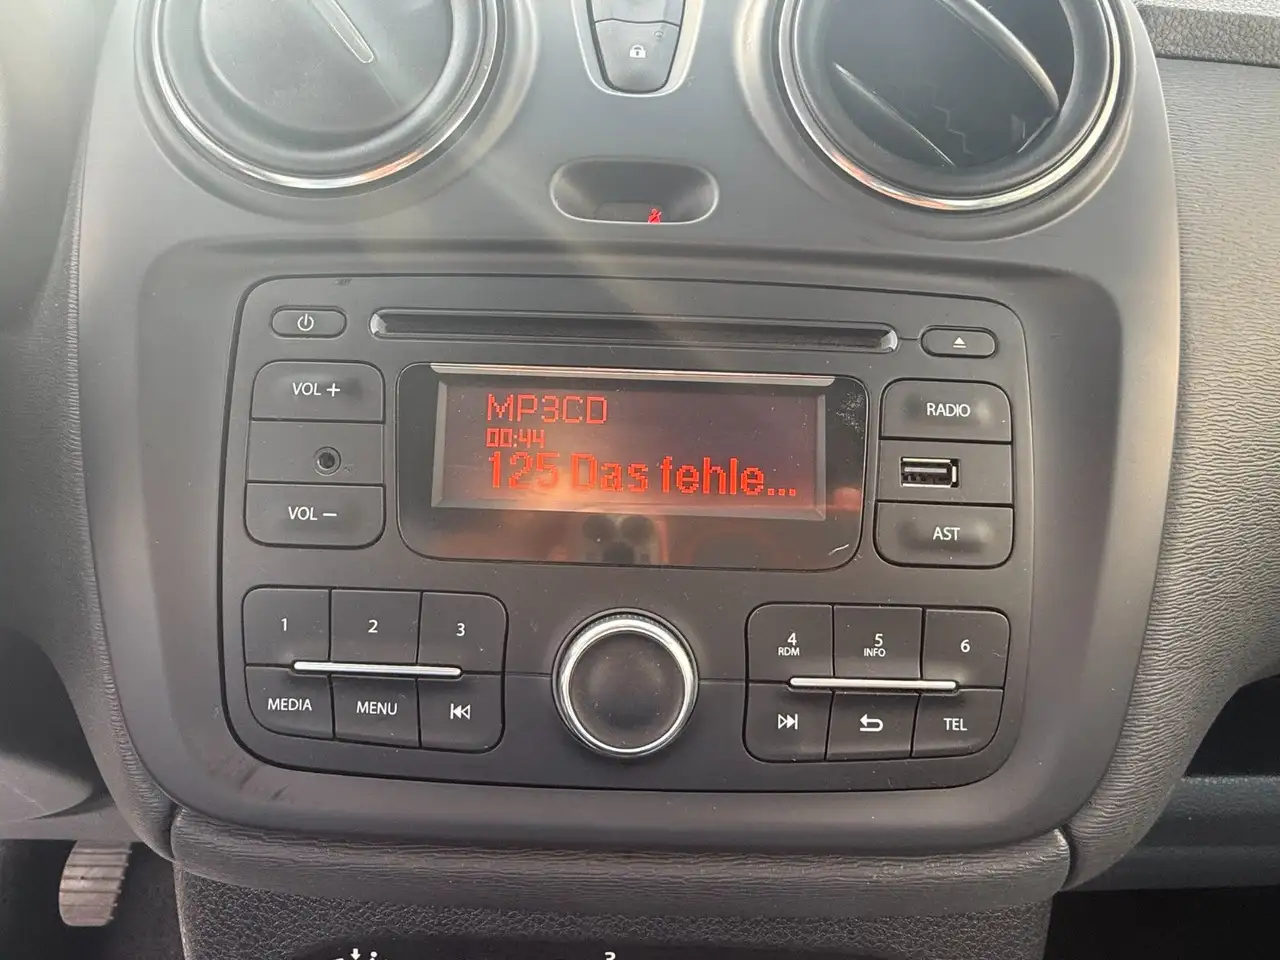 MP3CD
00:44
125 Das fehle...
VOL +
VOL −
RADIO
AST
1
2
3
4
RDM
5
INFO
6
MEDIA
MENU
TEL
3